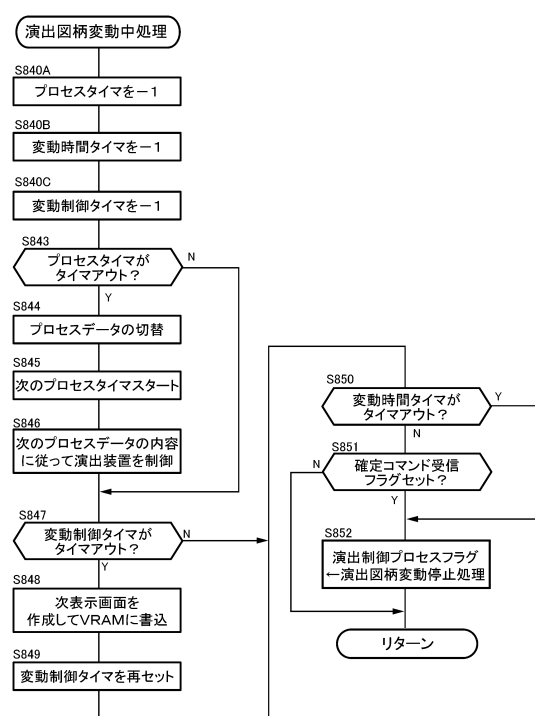 演出図柄変動中処理
S840A
プロセスタイマを－１
S840B
変動時間タイマを－１
S840C
変動制御タイマを－１
S843
プロセスタイマが
タイムアウト？
N
Y
S844
プロセスデータの切替
S845
次のプロセスタイマスタート
S846
次のプロセスデータの内容
に従って演出装置を制御
S847
変動制御タイマが
タイムアウト？
N
Y
S848
次表示画面を
作成してVRAMに書込
S849
変動制御タイマを再セット
S850
変動時間タイマが
タイムアウト？
Y
N
S851
確定コマンド受信
フラグセット？
N
Y
S852
演出制御プロセスフラグ
←演出図柄変動停止処理
リターン